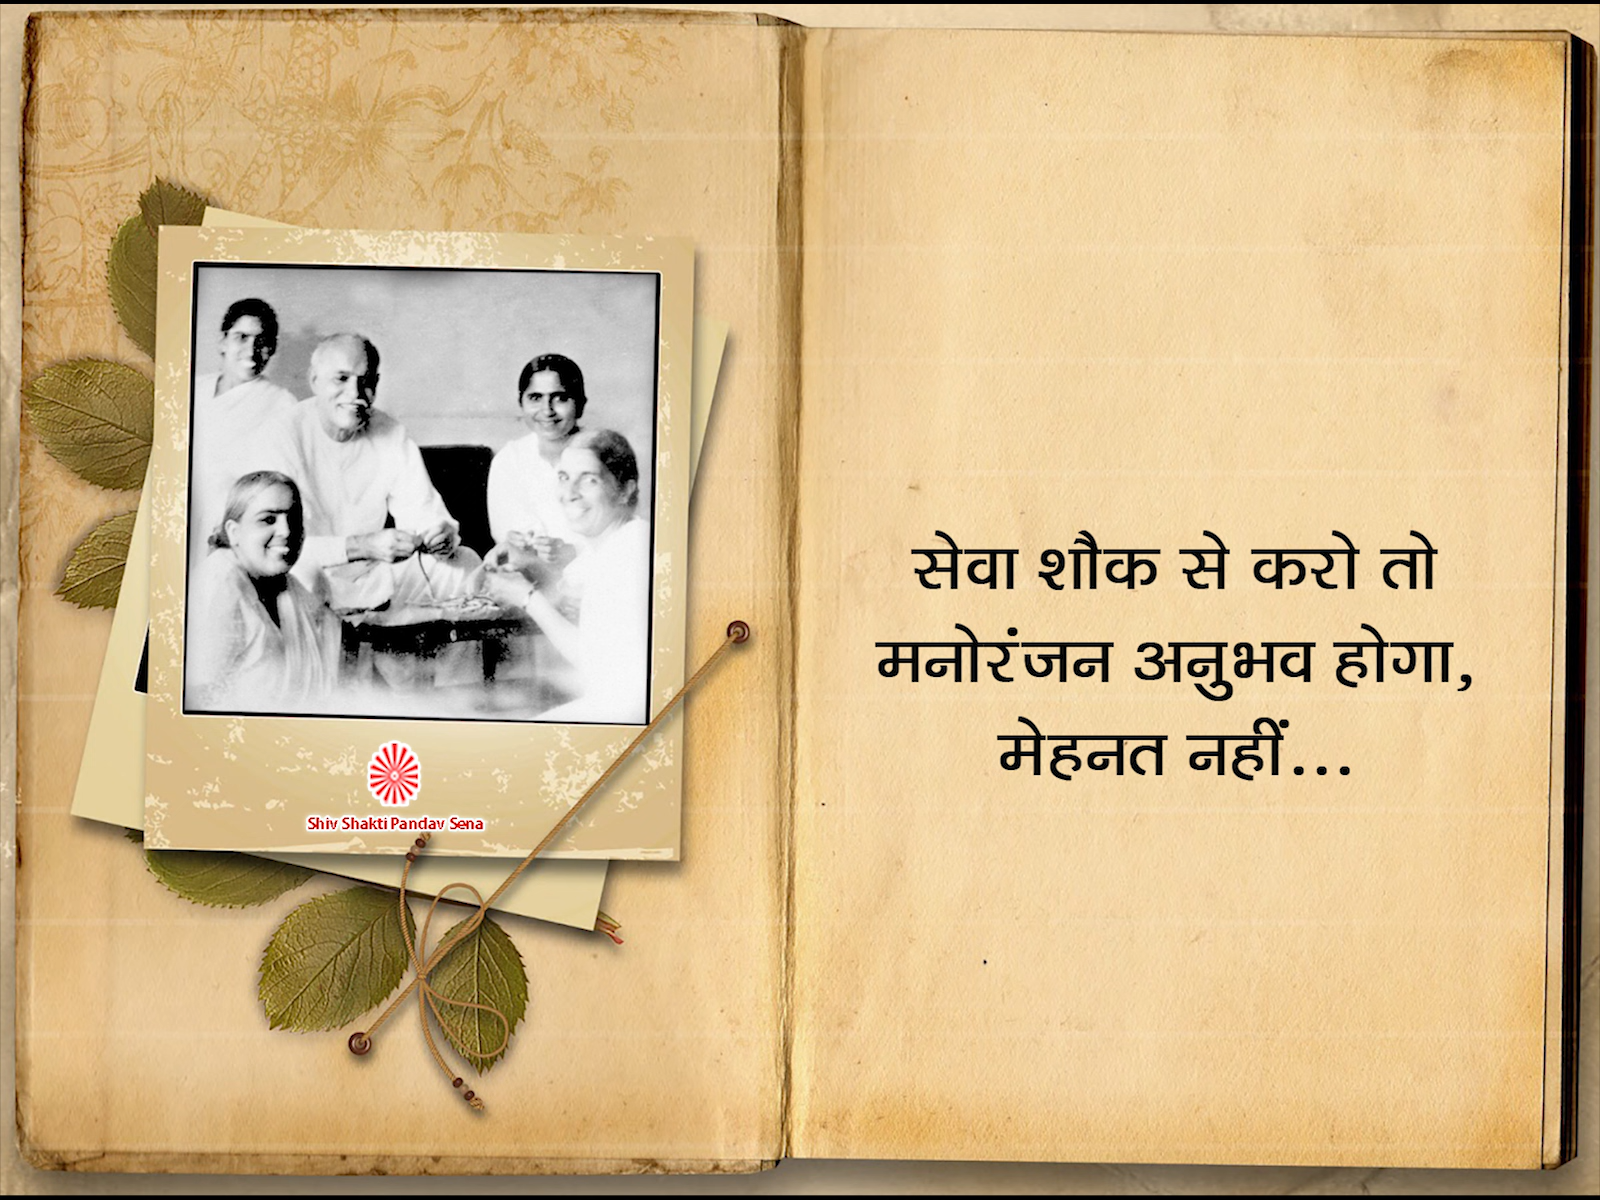 Shiv Shakti Pandav Sena
सेवा शौक से करो तो
मनोरंजन अनुभव होगा,
मेहनत नहीं...